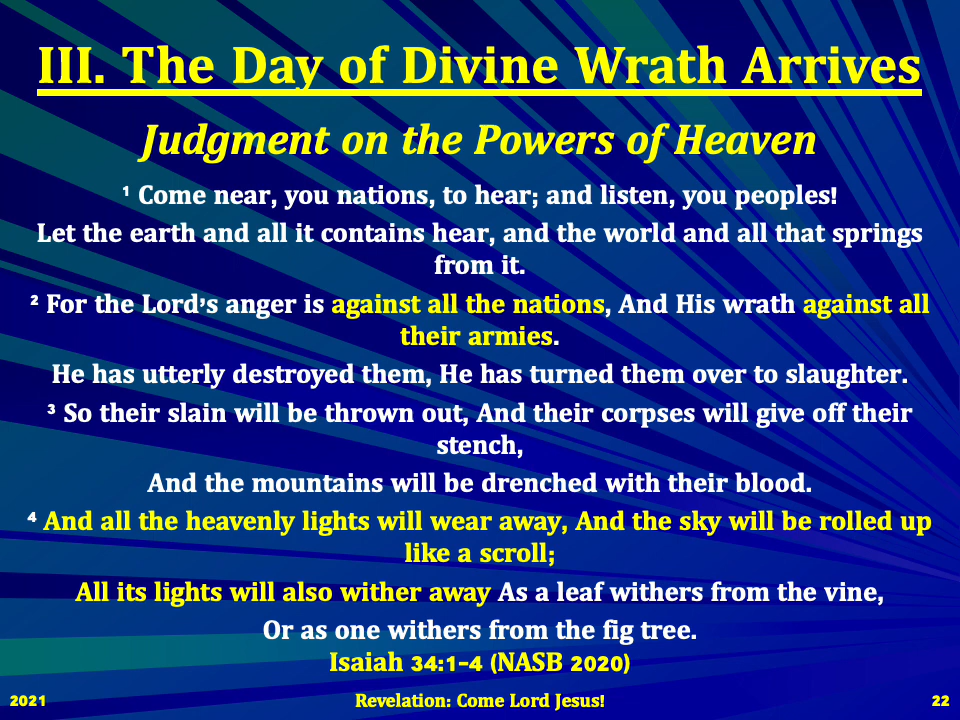 III. The Day of Divine Wrath Arrives
Judgment on the Powers of Heaven
¹ Come near, you nations, to hear; and listen, you peoples!
Let the earth and all it contains hear, and the world and all that springs
from it.
² For the Lord’s anger is against all the nations, And His wrath against all
their armies.
He has utterly destroyed them, He has turned them over to slaughter.
³ So their slain will be thrown out, And their corpses will give off their
stench,
And the mountains will be drenched with their blood.
⁴ And all the heavenly lights will wear away, And the sky will be rolled up
like a scroll;
All its lights will also wither away As a leaf withers from the vine,
Or as one withers from the fig tree.
Isaiah 34:1-4 (NASB 2020)
2021
Revelation: Come Lord Jesus!
22